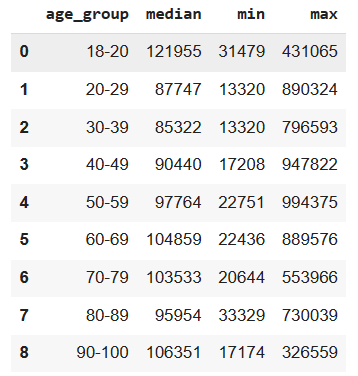 age_group median min max
0 18-20 121955 31479 431065
1 20-29 87747 13320 890324
2 30-39 85322 13320 796593
3 40-49 90440 17208 947822
4 50-59 97764 22751 994375
5 60-69 104859 22436 889576
6 70-79 103533 20644 553966
7 80-89 95954 33329 730039
8 90-100 106351 17174 326559